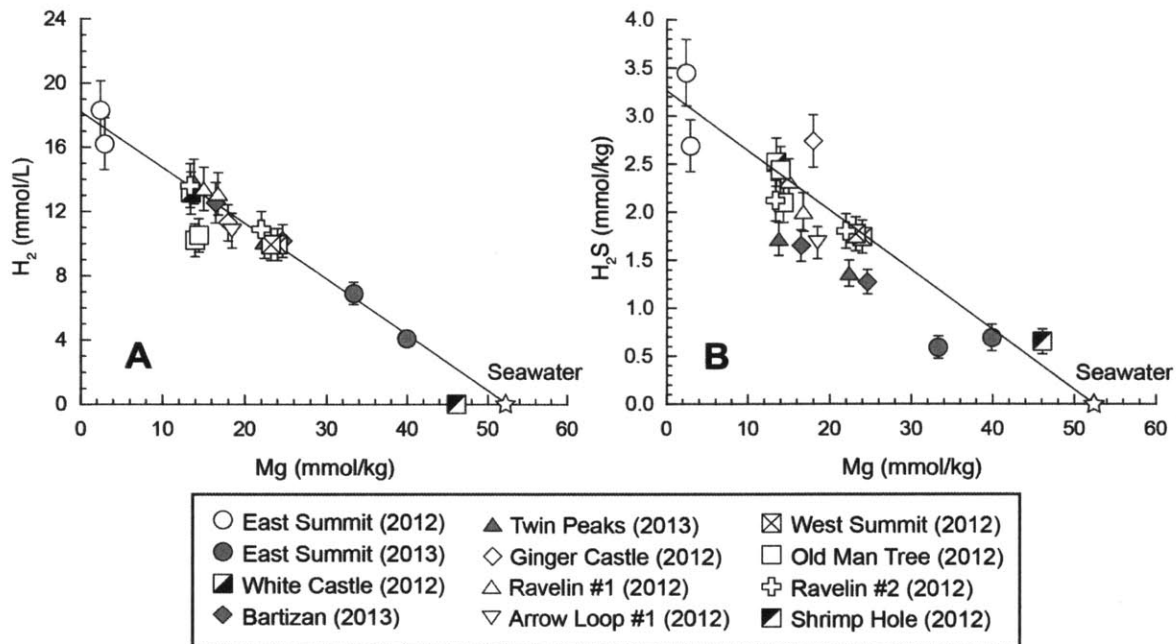 24
20
16
12
8
4
0
H2 (mmol/L)
A
Seawater
0 10 20 30 40 50 60
Mg (mmol/kg)
4.0
3.5
3.0
2.5
2.0
1.5
1.0
0.5
0.0
H2S (mmol/kg)
B
Seawater
0 10 20 30 40 50 60
Mg (mmol/kg)
East Summit (2012) Twin Peaks (2013) West Summit (2012)
East Summit (2013) Ginger Castle (2012) Old Man Tree (2012)
White Castle (2012) Ravelin #1 (2012) Ravelin #2 (2012)
Bartizan (2013) Arrow Loop #1 (2012) Shrimp Hole (2012)